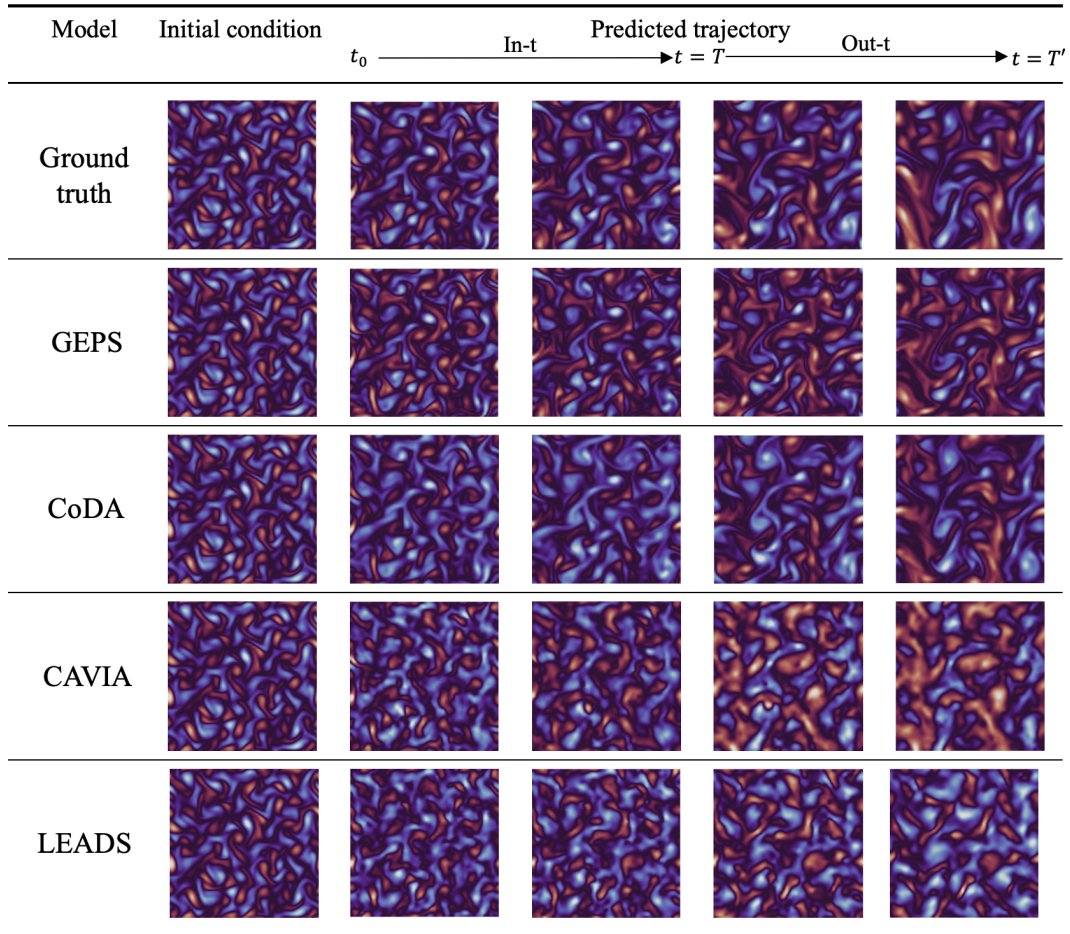 Model Initial condition Predicted trajectory
t₀ In-t t = T Out-t t = T′
Ground
truth
GEPS
CoDA
CAVIA
LEADS